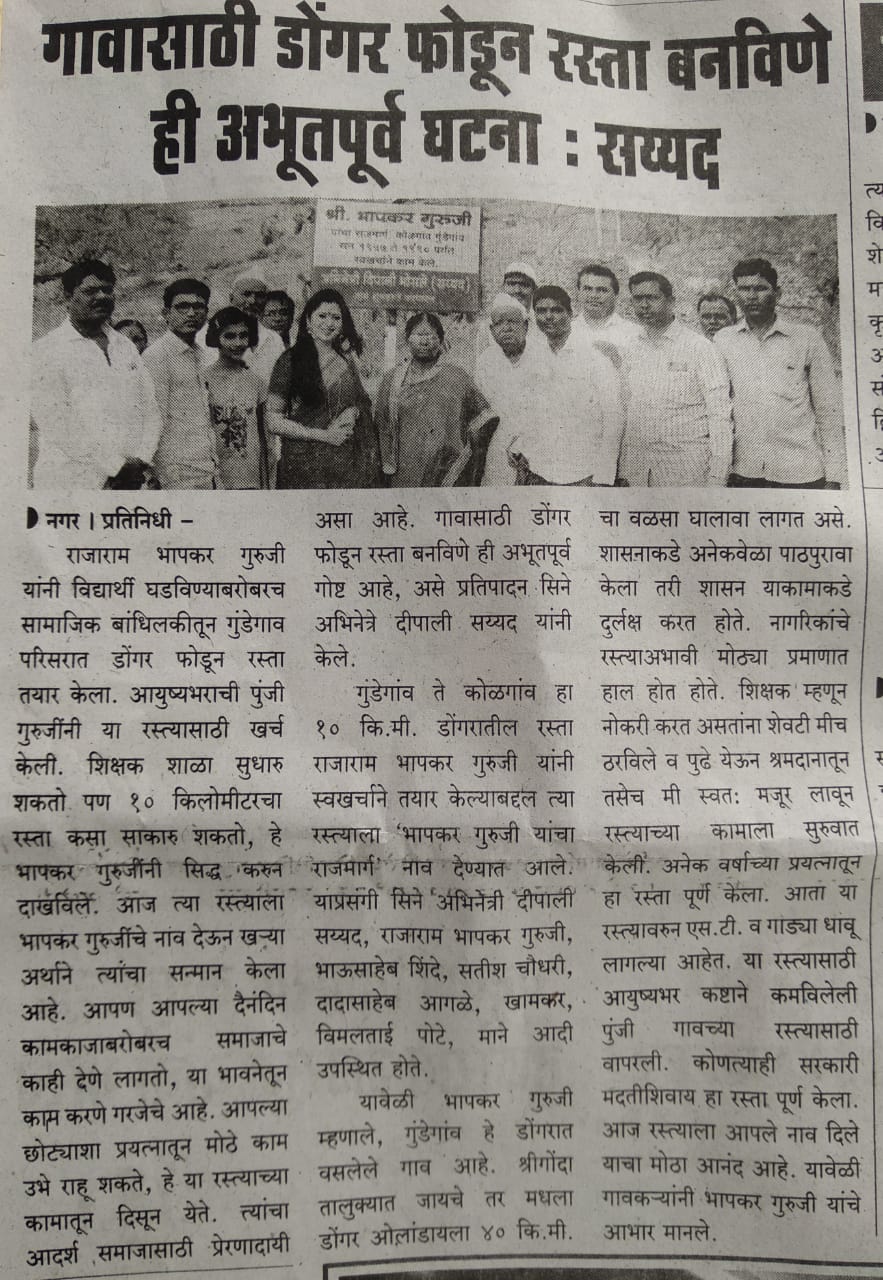 गावासाठी डोंगर फोडून रस्ता बनविणे
ही अभूतपूर्व घटना : सय्यद
श्री. भापकर गुरुजी
यांचा राजमार्ग कोळगांव गुंडेगांव
सन १९५७ ते १९९० पर्यंत
स्वखर्चाने काम केले.
नगर । प्रतिनिधी –
राजाराम भापकर गुरुजी
यांनी विद्यार्थी घडविण्याबरोबरच
सामाजिक बांधिलकीतून गुंडेगाव
परिसरात डोंगर फोडून रस्ता
तयार केला. आयुष्यभराची पुंजी
गुरुजींनी या रस्त्यासाठी खर्च
केली. शिक्षक शाळा सुधारु
शकतो पण १० किलोमीटरचा
रस्ता कसा साकारु शकतो, हे
भापकर गुरुजींनी सिद्ध करुन
दाखविले. आज त्या रस्त्याला
भापकर गुरुजींचे नांव देऊन खऱ्या
अर्थाने त्यांचा सन्मान केला
आहे. आपण आपल्या दैनंदिन
कामकाजाबरोबरच समाजाचे
काही देणे लागतो, या भावनेतून
काम करणे गरजेचे आहे. आपल्या
छोट्याशा प्रयत्नातून मोठे काम
उभे राहू शकते, हे या रस्त्याच्या
कामातून दिसून येते. त्यांचा
आदर्श समाजासाठी प्रेरणादायी
असा आहे. गावासाठी डोंगर
फोडून रस्ता बनविणे ही अभूतपूर्व
गोष्ट आहे, असे प्रतिपादन सिने
अभिनेत्रे दीपाली सय्यद यांनी
केले.
गुंडेगांव ते कोळगांव हा
१० कि.मी. डोंगरातील रस्ता
राजाराम भापकर गुरुजी यांनी
स्वखर्चाने तयार केल्याबद्दल त्या
रस्त्याला 'भापकर गुरुजी यांचा
राजमार्ग' नाव देण्यात आले.
याप्रसंगी सिने अभिनेत्री दीपाली
सय्यद, राजाराम भापकर गुरुजी,
भाऊसाहेब शिंदे, सतीश चौधरी,
दादासाहेब आगळे, खामकर,
विमलताई पोटे, माने आदी
उपस्थित होते.
यावेळी भापकर गुरुजी
म्हणाले, गुंडेगांव हे डोंगरात
वसलेले गाव आहे. श्रीगोंदा
तालुक्यात जायचे तर मधला
डोंगर ओलांडायला ४० कि.मी.
चा वळसा घालावा लागत असे.
शासनाकडे अनेकवेळा पाठपुरावा
केला तरी शासन याकामाकडे
दुर्लक्ष करत होते. नागरिकांचे
रस्त्याअभावी मोठ्या प्रमाणात
हाल होत होते. शिक्षक म्हणून
नोकरी करत असतांना शेवटी मीच
ठरविले व पुढे येऊन श्रमदानातून
तसेच मी स्वतः मजूर लावून
रस्त्याच्या कामाला सुरुवात
केली. अनेक वर्षाच्या प्रयत्नातून
हा रस्ता पूर्ण केला. आता या
रस्त्यावरुन एस.टी. व गाड्या धावू
लागल्या आहेत. या रस्त्यासाठी
आयुष्यभर कष्टाने कमविलेली
पुंजी गावच्या रस्त्यासाठी
वापरली. कोणत्याही सरकारी
मदतीशिवाय हा रस्ता पूर्ण केला.
आज रस्त्याला आपले नाव दिले
याचा मोठा आनंद आहे. यावेळी
गावकऱ्यांनी भापकर गुरुजी यांचे
आभार मानले.